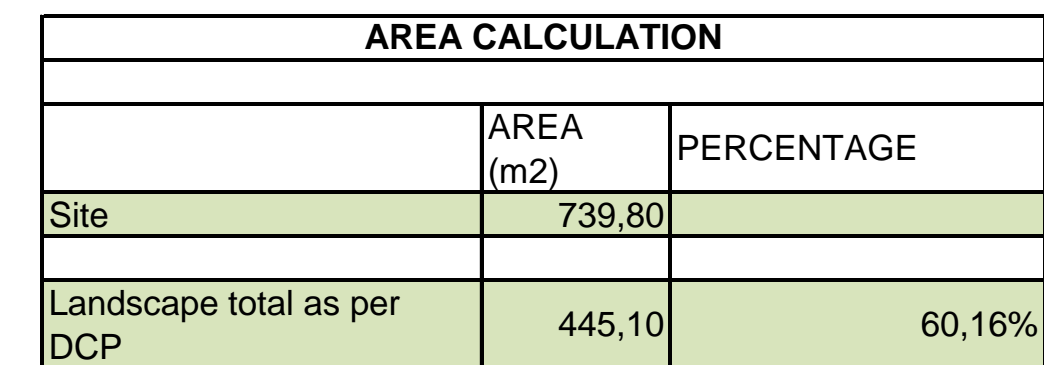 AREA CALCULATION
AREA
(m2)
PERCENTAGE
Site 739,80
Landscape total as per
DCP
445,10
60,16%